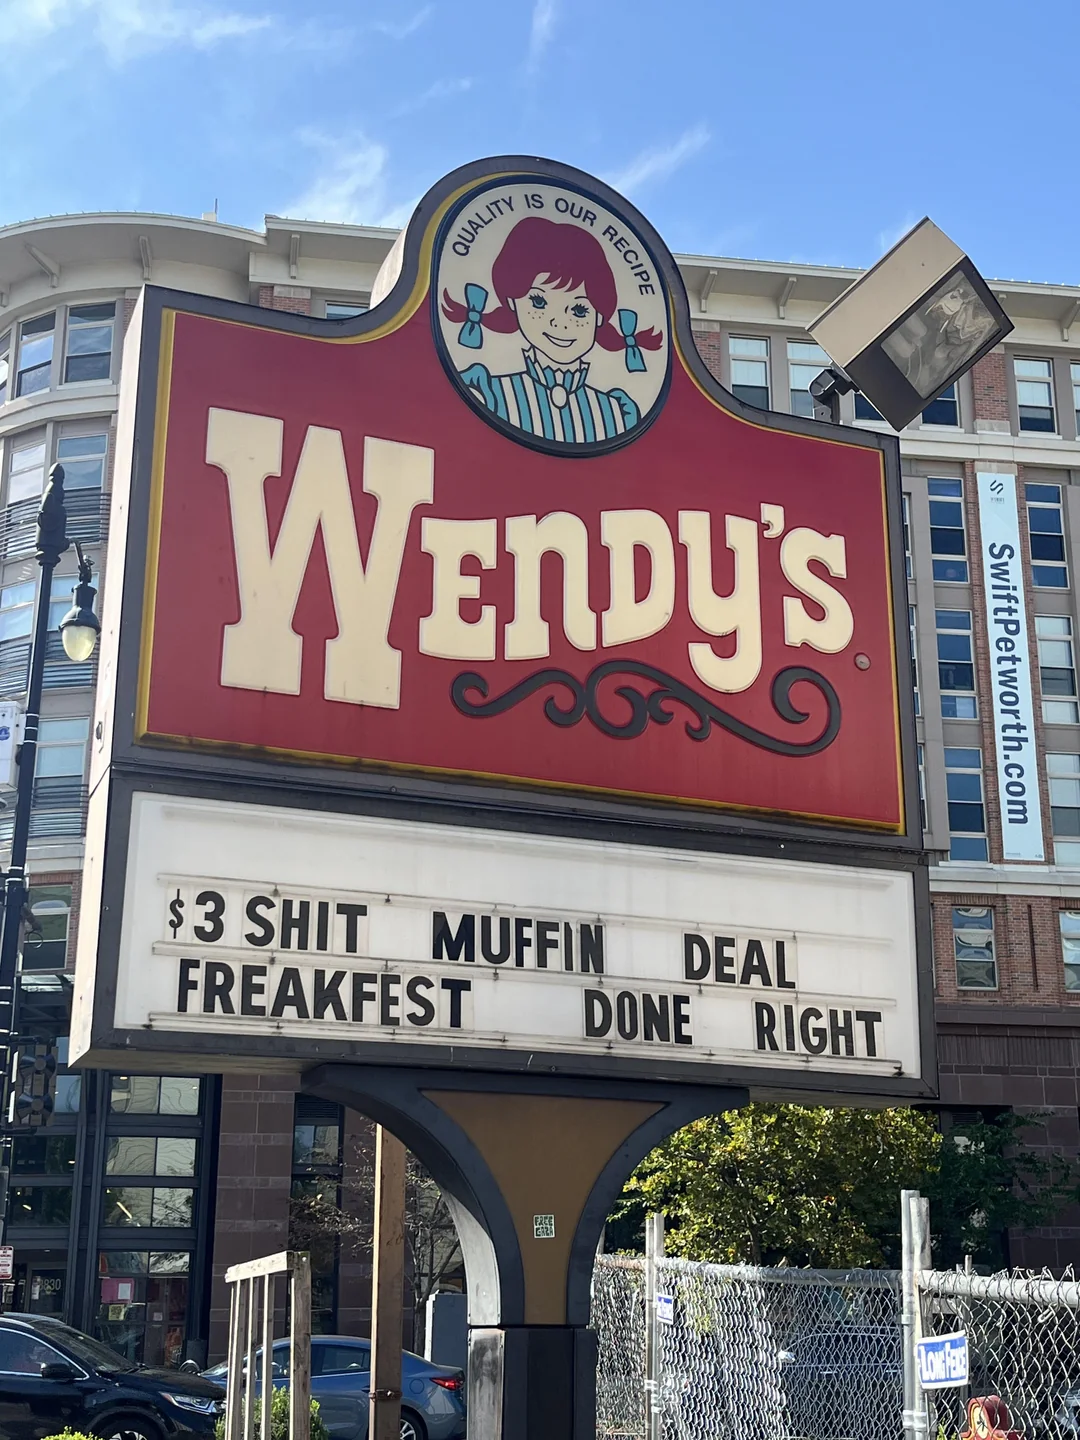 QUALITY IS OUR RECIPE
WENDY'S
SwiftPetworth.com
$3 SHIT MUFFIN DEAL
FREAKFEST DONE RIGHT
LONG FENCE